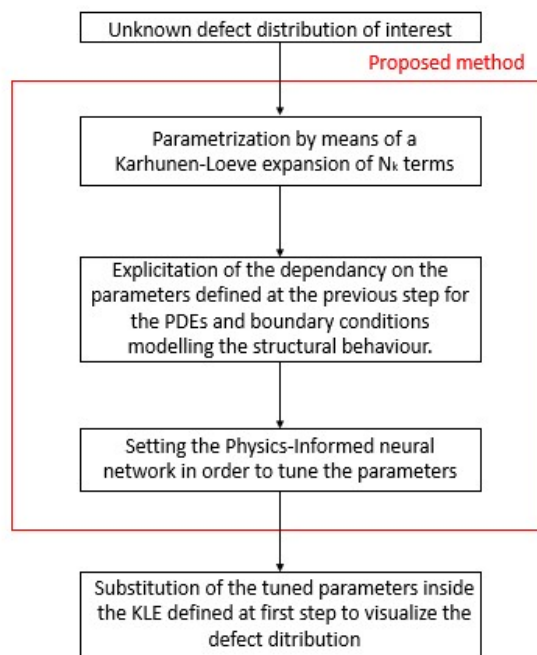 Unknown defect distribution of interest
Proposed method
Parametrization by means of a
Karhunen-Loeve expansion of Nₖ terms
Explicitation of the dependancy on the
parameters defined at the previous step for
the PDEs and boundary conditions
modelling the structural behaviour.
Setting the Physics-Informed neural
network in order to tune the parameters
Substitution of the tuned parameters inside
the KLE defined at first step to visualize the
defect ditribution